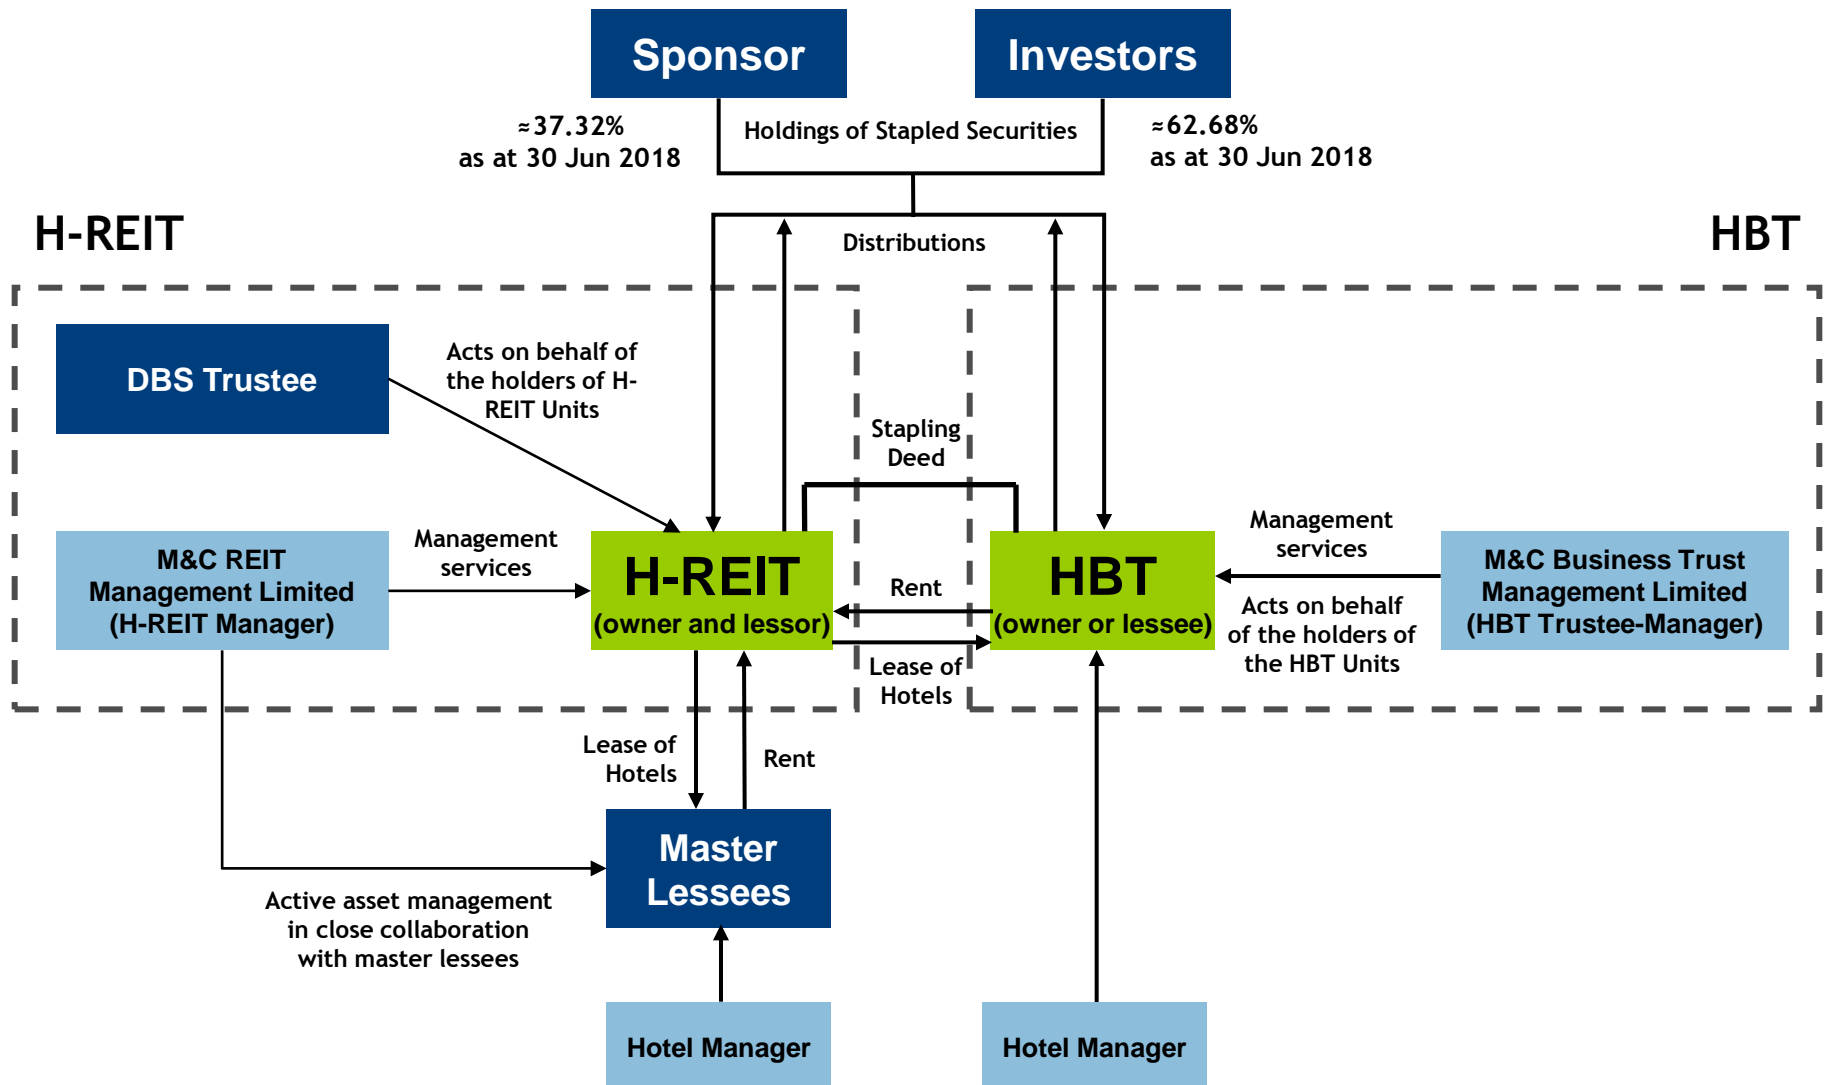 Sponsor
Investors
≈37.32%
as at 30 Jun 2018
Holdings of Stapled Securities
≈62.68%
as at 30 Jun 2018
H-REIT
HBT
Distributions
DBS Trustee
Acts on behalf of
the holders of H-
REIT Units
Stapling
Deed
M&C REIT
Management Limited
(H-REIT Manager)
Management
services
H-REIT
(owner and lessor)
Rent
Lease of
Hotels
HBT
(owner or lessee)
Management
services
Acts on behalf
of the holders of
the HBT Units
M&C Business Trust
Management Limited
(HBT Trustee-Manager)
Lease of
Hotels
Rent
Master
Lessees
Active asset management
in close collaboration
with master lessees
Hotel Manager
Hotel Manager